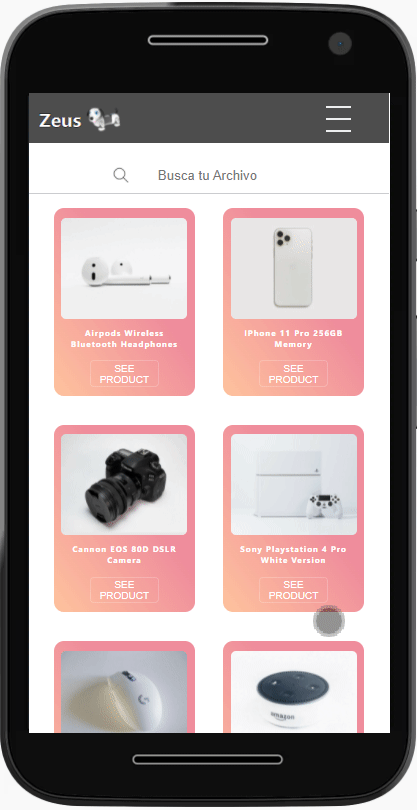 Zeus
Busca tu Archivo
Airpods Wireless
Bluetooth Headphones
IPhone 11 Pro 256GB
Memory
SEE
PRODUCT
SEE
PRODUCT
Cannon EOS 80D DSLR
Camera
Sony Playstation 4 Pro
White Version
SEE
PRODUCT
SEE
PRODUCT
amazon